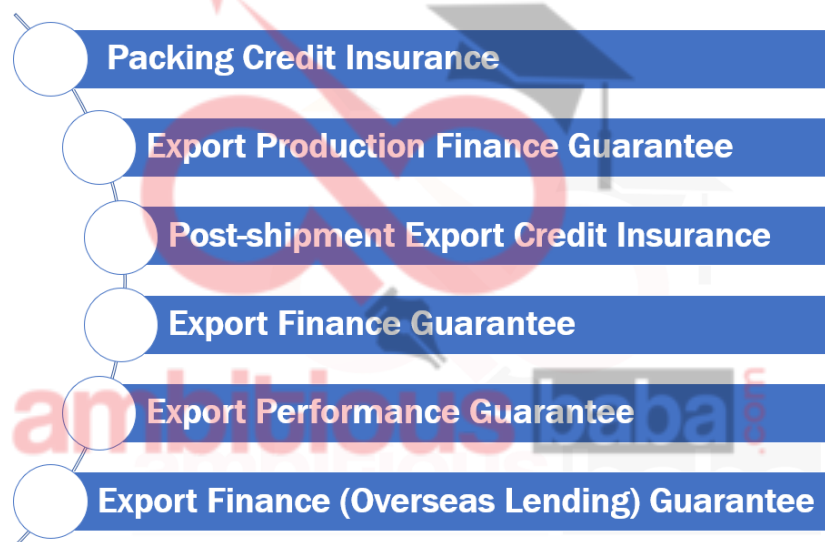 Packing Credit Insurance
Export Production Finance Guarantee
Post-shipment Export Credit Insurance
Export Finance Guarantee
Export Performance Guarantee
ambitious baba .com
Export Finance (Overseas Lending) Guarantee